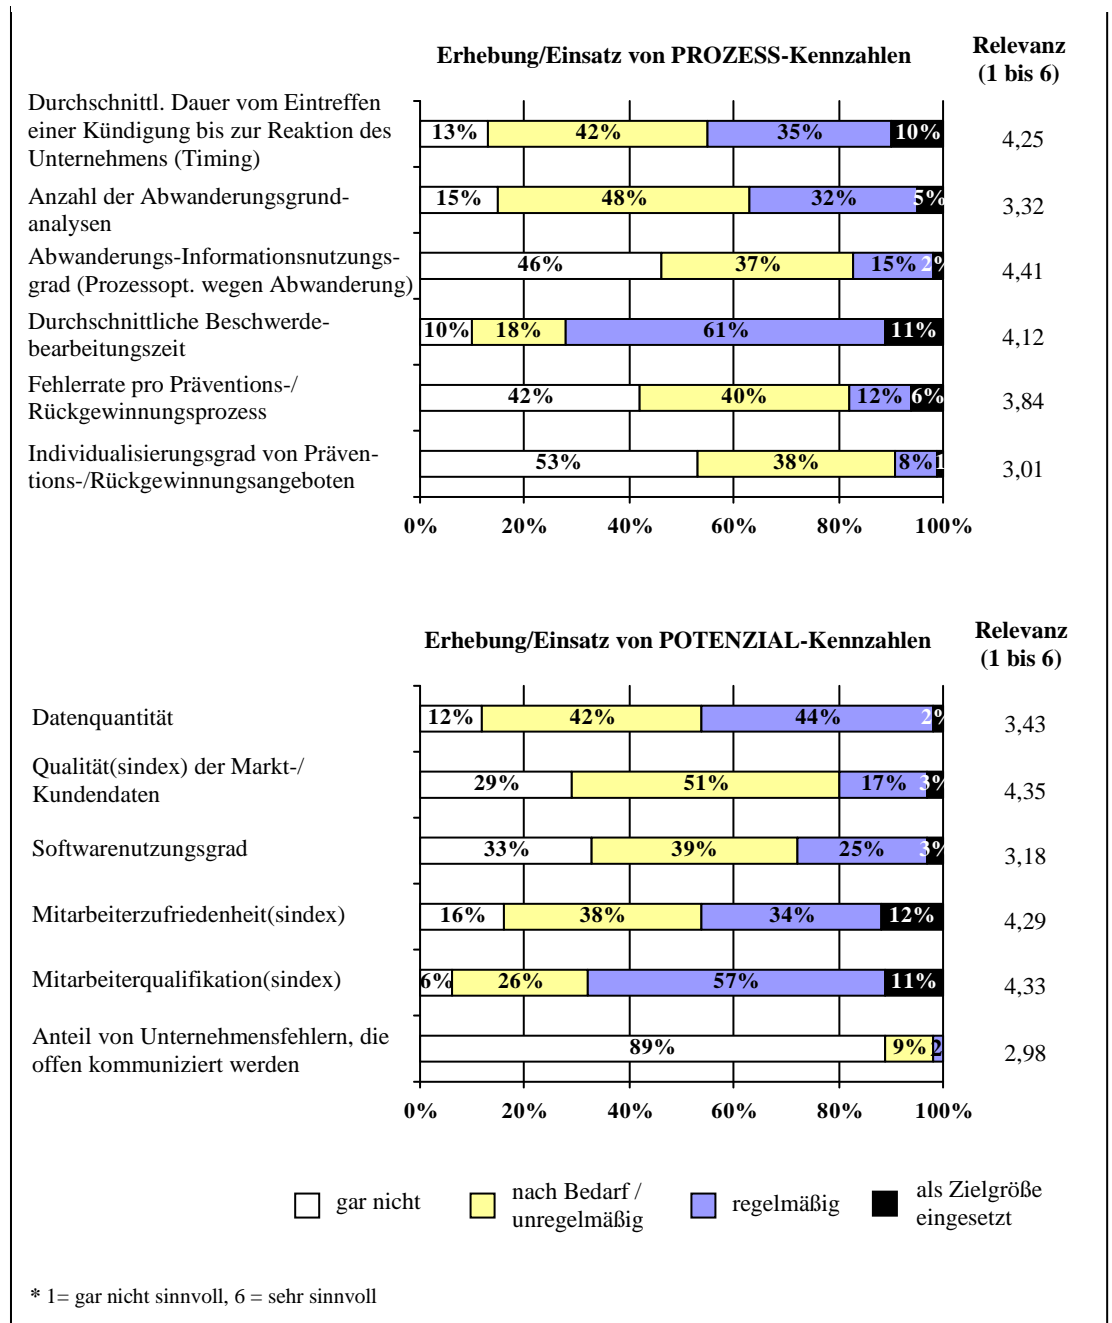 Erhebung/Einsatz von PROZESS-Kennzahlen
Relevanz
(1 bis 6)
Durchschnittl. Dauer vom Eintreffen
einer Kündigung bis zur Reaktion des
Unternehmens (Timing)
13% 42% 35% 10%
4,25
Anzahl der Abwanderungsgrund-
analysen
15% 48% 32% 5%
3,32
Abwanderungs-Informationsnutzungs-
grad (Prozessopt. wegen Abwanderung)
46% 37% 15% 2%
4,41
Durchschnittliche Beschwerde-
bearbeitungszeit
10% 18% 61% 11%
4,12
Fehlerrate pro Präventions-/
Rückgewinnungsprozess
42% 40% 12% 6%
3,84
Individualisierungsgrad von Präven-
tions-/Rückgewinnungsangeboten
53% 38% 8% 1
3,01
0% 20% 40% 60% 80% 100%
Erhebung/Einsatz von POTENZIAL-Kennzahlen
Relevanz
(1 bis 6)
Datenquantität
12% 42% 44% 2%
3,43
Qualität(sindex) der Markt-/
Kundendaten
29% 51% 17% 3%
4,35
Softwarenutzungsgrad
33% 39% 25% 3%
3,18
Mitarbeiterzufriedenheit(sindex)
16% 38% 34% 12%
4,29
Mitarbeiterqualifikation(sindex)
6% 26% 57% 11%
4,33
Anteil von Unternehmensfehlern, die
offen kommuniziert werden
89% 9% 2
2,98
0% 20% 40% 60% 80% 100%
gar nicht
nach Bedarf /
unregelmäßig
regelmäßig
als Zielgröße
eingesetzt
* 1= gar nicht sinnvoll, 6 = sehr sinnvoll